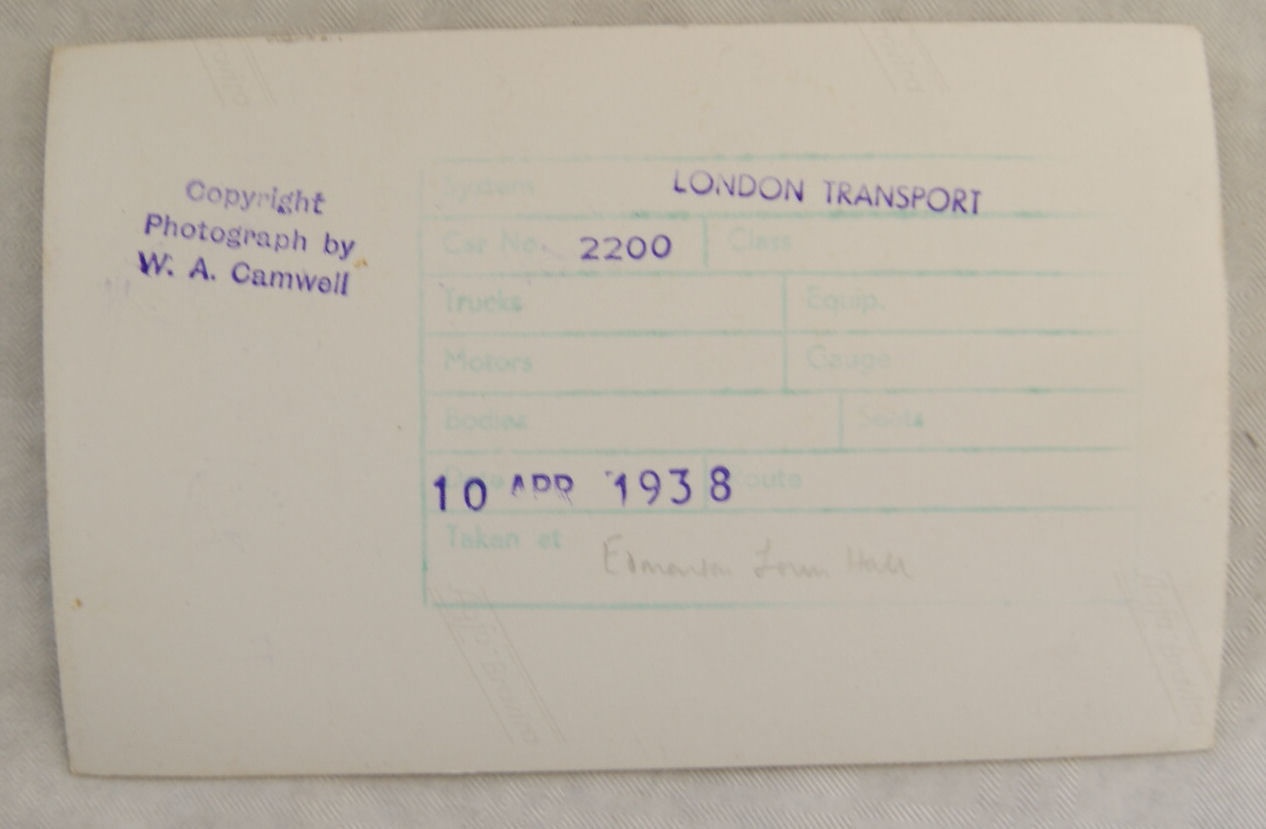 Copyright
Photograph by
W. A. Camwell
System LONDON TRANSPORT
Car No. 2200 Class
Trucks Equip.
Motors Gauge
Bodies Seats
Date 10 APR 1938 Route
Taken at Edmonton Town Hall